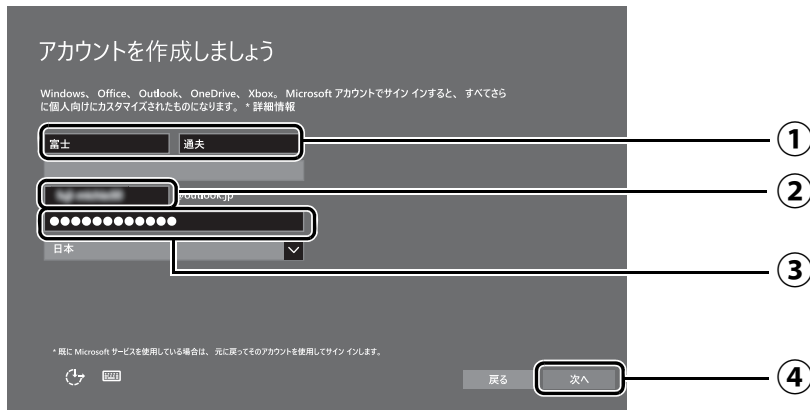 アカウントを作成しましょう
Windows、 Office、 Outlook、 OneDrive、 Xbox。 Microsoft アカウントでサイン インすると、 すべてさら
に個人向けにカスタマイズされたものになります。 * 詳細情報
富士 通夫 ①
@outlook.jp ②
●●●●●●●●●●●●
日本 ③
* 既に Microsoft サービスを使用している場合は、 元に戻ってそのアカウントを使用してサイン インします。
戻る 次へ ④